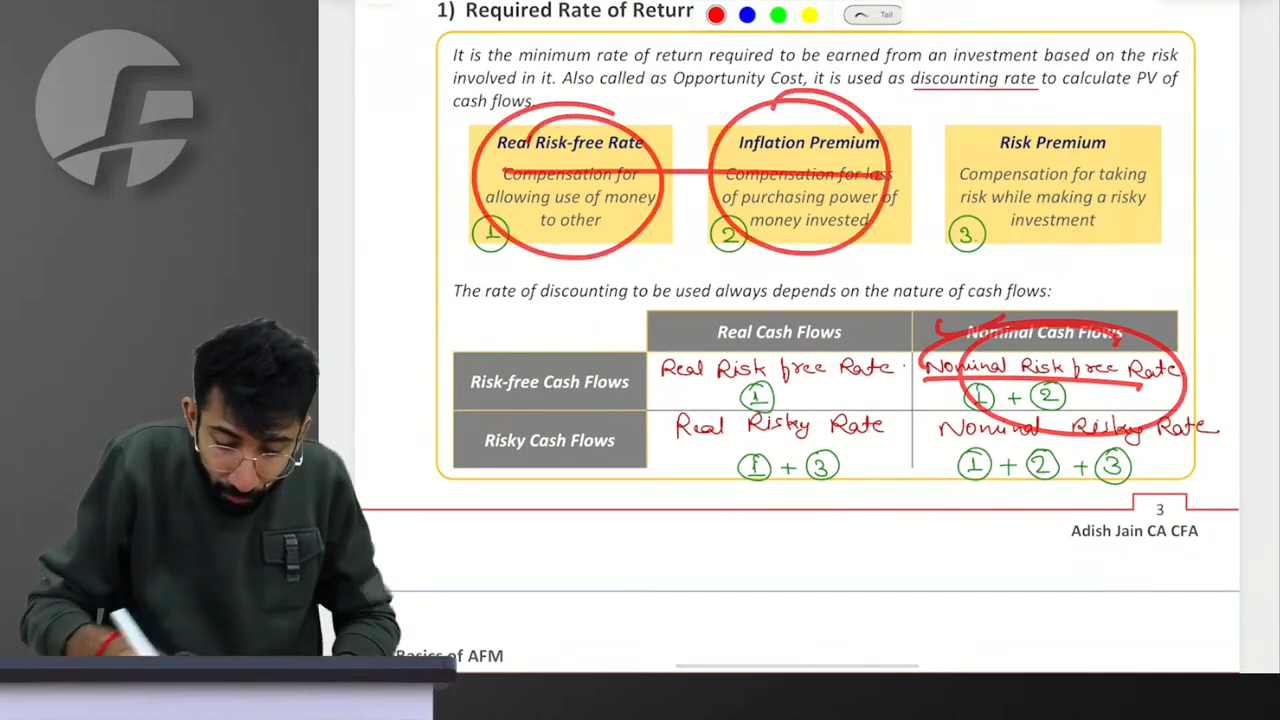 1) Required Rate of Return
Tail
It is the minimum rate of return required to be earned from an investment based on the risk
involved in it. Also called as Opportunity Cost, it is used as discounting rate to calculate PV of
cash flows.
Real Risk-free Rate
Compensation for
allowing use of money
to other
1
Inflation Premium
Compensation for loss
of purchasing power of
money invested
2
Risk Premium
Compensation for taking
risk while making a risky
investment
3.
The rate of discounting to be used always depends on the nature of cash flows:
Real Cash Flows Nominal Cash Flows
Risk-free Cash Flows Real Risk free Rate Nominal Risk free Rate
1 1 + 2
Risky Cash Flows Real Risky Rate Nominal Risky Rate
1 + 3 1 + 2 + 3
3
Adish Jain CA CFA
Basics of AFM